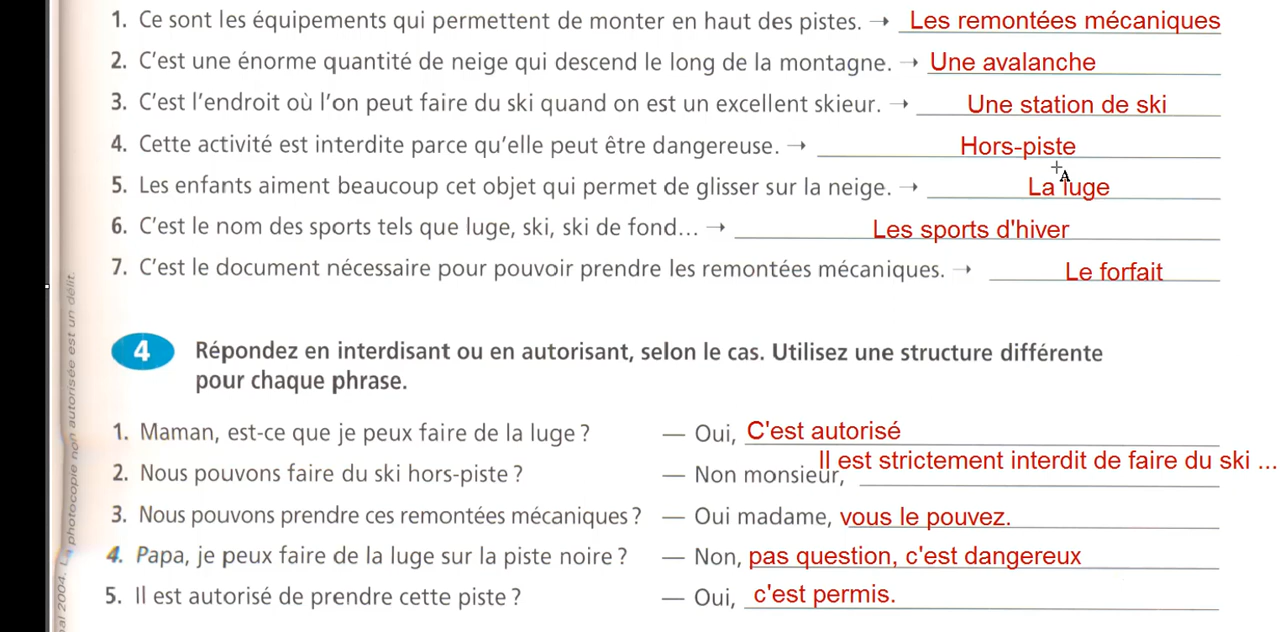 1. Ce sont les équipements qui permettent de monter en haut des pistes. → Les remontées mécaniques
2. C'est une énorme quantité de neige qui descend le long de la montagne. → Une avalanche
3. C'est l'endroit où l'on peut faire du ski quand on est un excellent skieur. → Une station de ski
4. Cette activité est interdite parce qu'elle peut être dangereuse. → Hors-piste
5. Les enfants aiment beaucoup cet objet qui permet de glisser sur la neige. → La luge
6. C'est le nom des sports tels que luge, ski, ski de fond... → Les sports d'hiver
7. C'est le document nécessaire pour pouvoir prendre les remontées mécaniques. → Le forfait
4 Répondez en interdisant ou en autorisant, selon le cas. Utilisez une structure différente
pour chaque phrase.
1. Maman, est-ce que je peux faire de la luge ? — Oui, C'est autorisé
2. Nous pouvons faire du ski hors-piste ? — Non monsieur, Il est strictement interdit de faire du ski ...
3. Nous pouvons prendre ces remontées mécaniques ? — Oui madame, vous le pouvez.
4. Papa, je peux faire de la luge sur la piste noire ? — Non, pas question, c'est dangereux
5. Il est autorisé de prendre cette piste ? — Oui, c'est permis.
2004. La photocopie non autorisée est un délit.